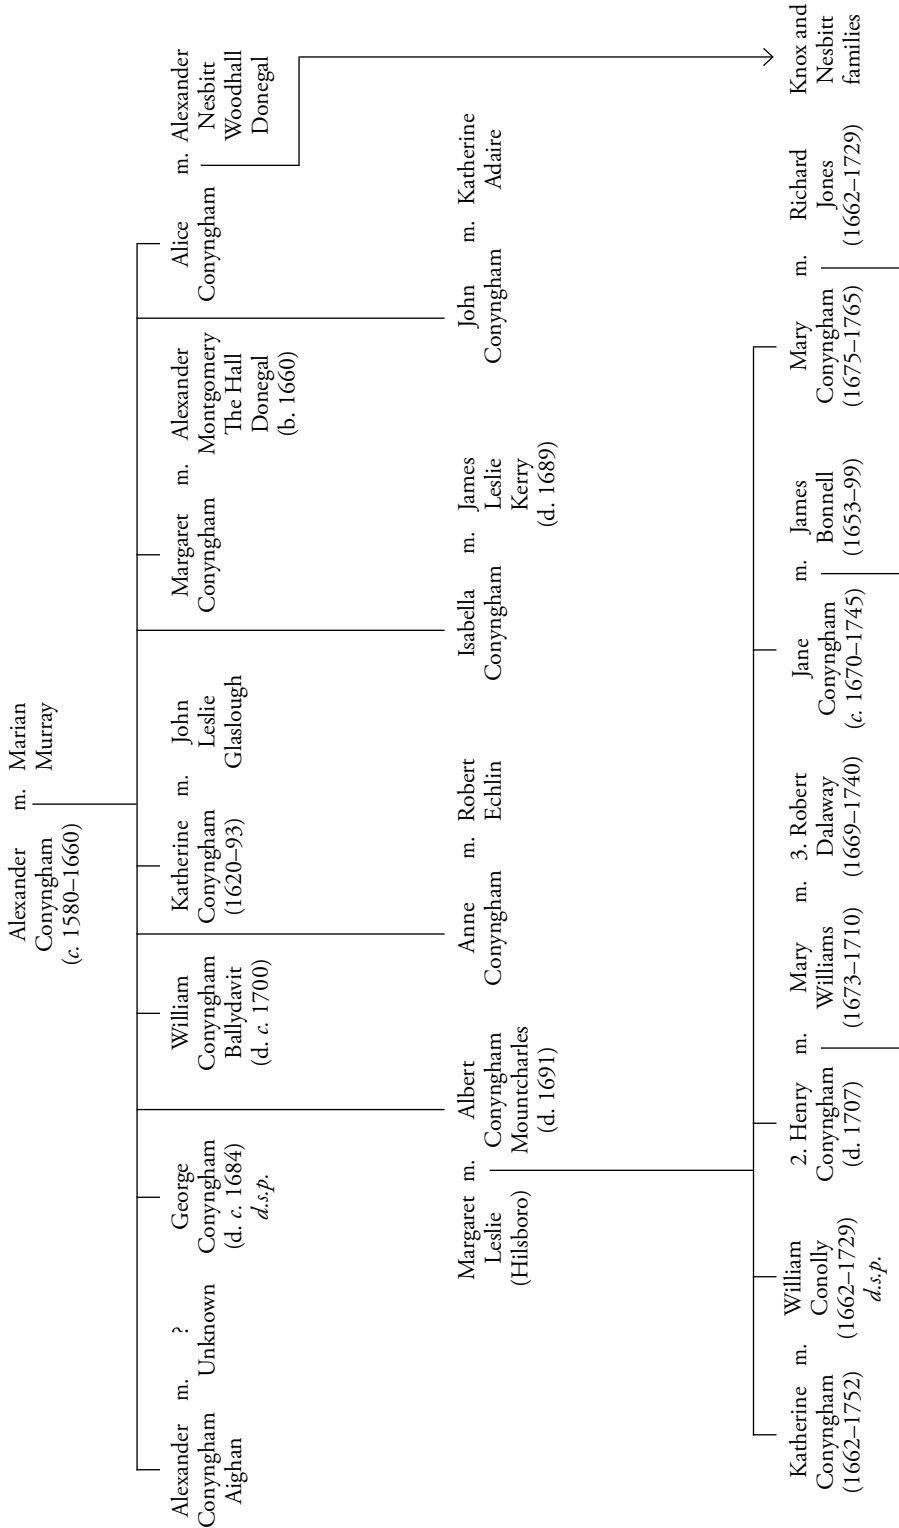 Alexander
Conyngham
(c. 1580–1660)
m.
Marian
Murray
Alexander
Conyngham
Aighan
m.
?
Unknown
George
Conyngham
(d. c. 1684)
d.s.p.
William
Conyngham
Ballydavit
(d. c. 1700)
Katherine
Conyngham
(1620–93)
m.
John
Leslie
Glaslough
Margaret
Conyngham
m.
Alexander
Montgomery
The Hall
Donegal
(b. 1660)
Alice
Conyngham
m.
Alexander
Nesbitt
Woodhall
Donegal
Margaret
Leslie
(Hilsboro)
m.
Albert
Conyngham
Mountcharles
(d. 1691)
Anne
Conyngham
m.
Robert
Echlin
Isabella
Conyngham
m.
James
Leslie
Kerry
(d. 1689)
John
Conyngham
m.
Katherine
Adaire
Katherine
Conyngham
(1662–1752)
m.
William
Conolly
(1662–1729)
d.s.p.
2. Henry
Conyngham
(d. 1707)
m.
Mary
Williams
(1673–1710)
m.
3. Robert
Dalaway
(1669–1740)
Jane
Conyngham
(c. 1670–1745)
m.
James
Bonnell
(1653–99)
Mary
Conyngham
(1675–1765)
m.
Richard
Jones
(1662–1729)
Knox and
Nesbitt
families